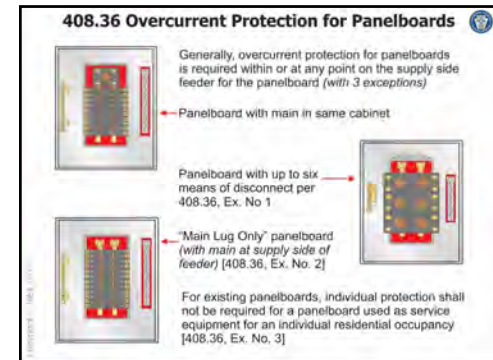 408.36 Overcurrent Protection for Panelboards
Generally, overcurrent protection for panelboards
is required within or at any point on the supply side
feeder for the panelboard (with 3 exceptions)
Panelboard with main in same cabinet
Panelboard with up to six
means of disconnect per
408.36, Ex. No 1
"Main Lug Only" panelboard
(with main at supply side of
feeder) [408.36, Ex. No. 2]
For existing panelboards, individual protection shall
not be required for a panelboard used as service
equipment for an individual residential occupancy
[408.36, Ex. No. 3]